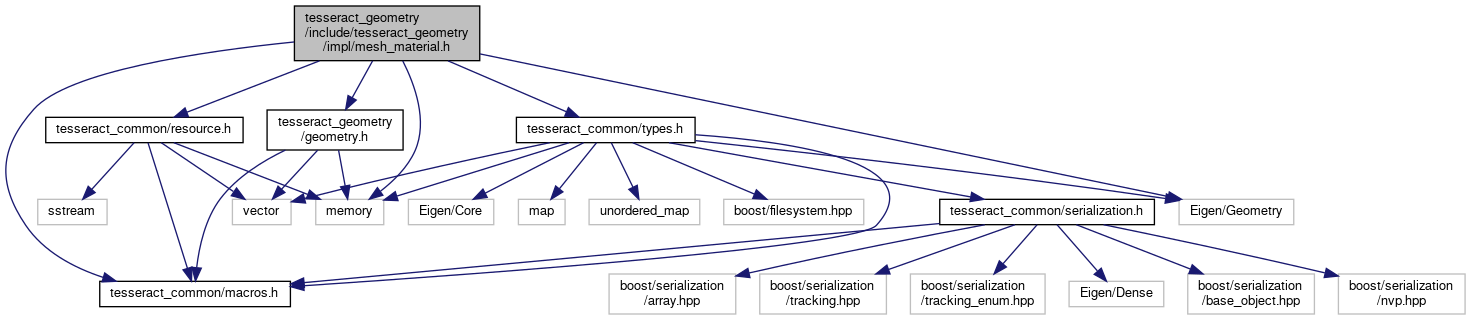 tesseract_geometry
/include/tesseract_geometry
/impl/mesh_material.h
tesseract_common/resource.h
tesseract_geometry
/geometry.h
tesseract_common/types.h
sstream
vector
memory
Eigen/Core
map
unordered_map
boost/filesystem.hpp
tesseract_common/serialization.h
Eigen/Geometry
tesseract_common/macros.h
boost/serialization
/array.hpp
boost/serialization
/tracking.hpp
boost/serialization
/tracking_enum.hpp
Eigen/Dense
boost/serialization
/base_object.hpp
boost/serialization
/nvp.hpp